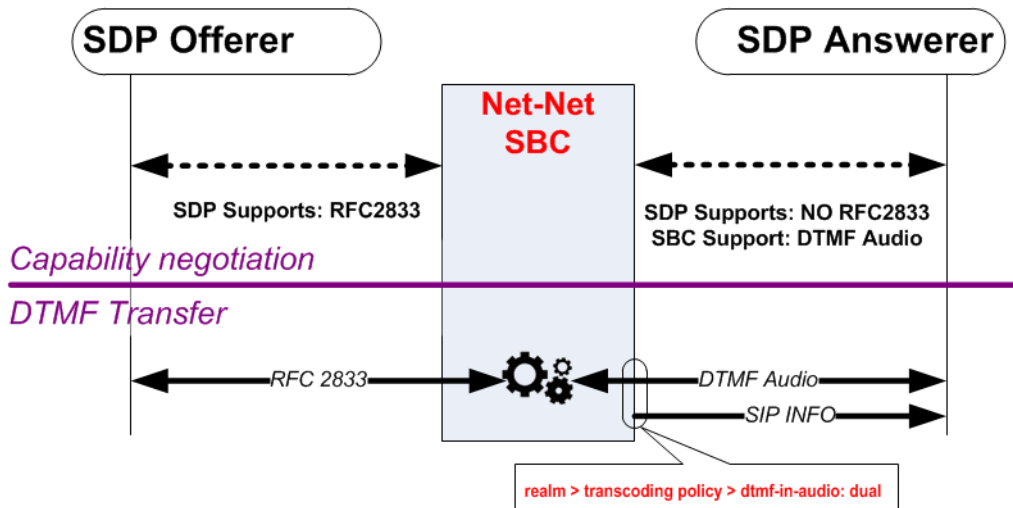 SDP Offerer
SDP Answerer
Net-Net
SBC
SDP Supports: RFC2833
SDP Supports: NO RFC2833
SBC Support: DTMF Audio
Capability negotiation
DTMF Transfer
RFC 2833
DTMF Audio
SIP INFO
realm > transcoding policy > dtmf-in-audio: dual